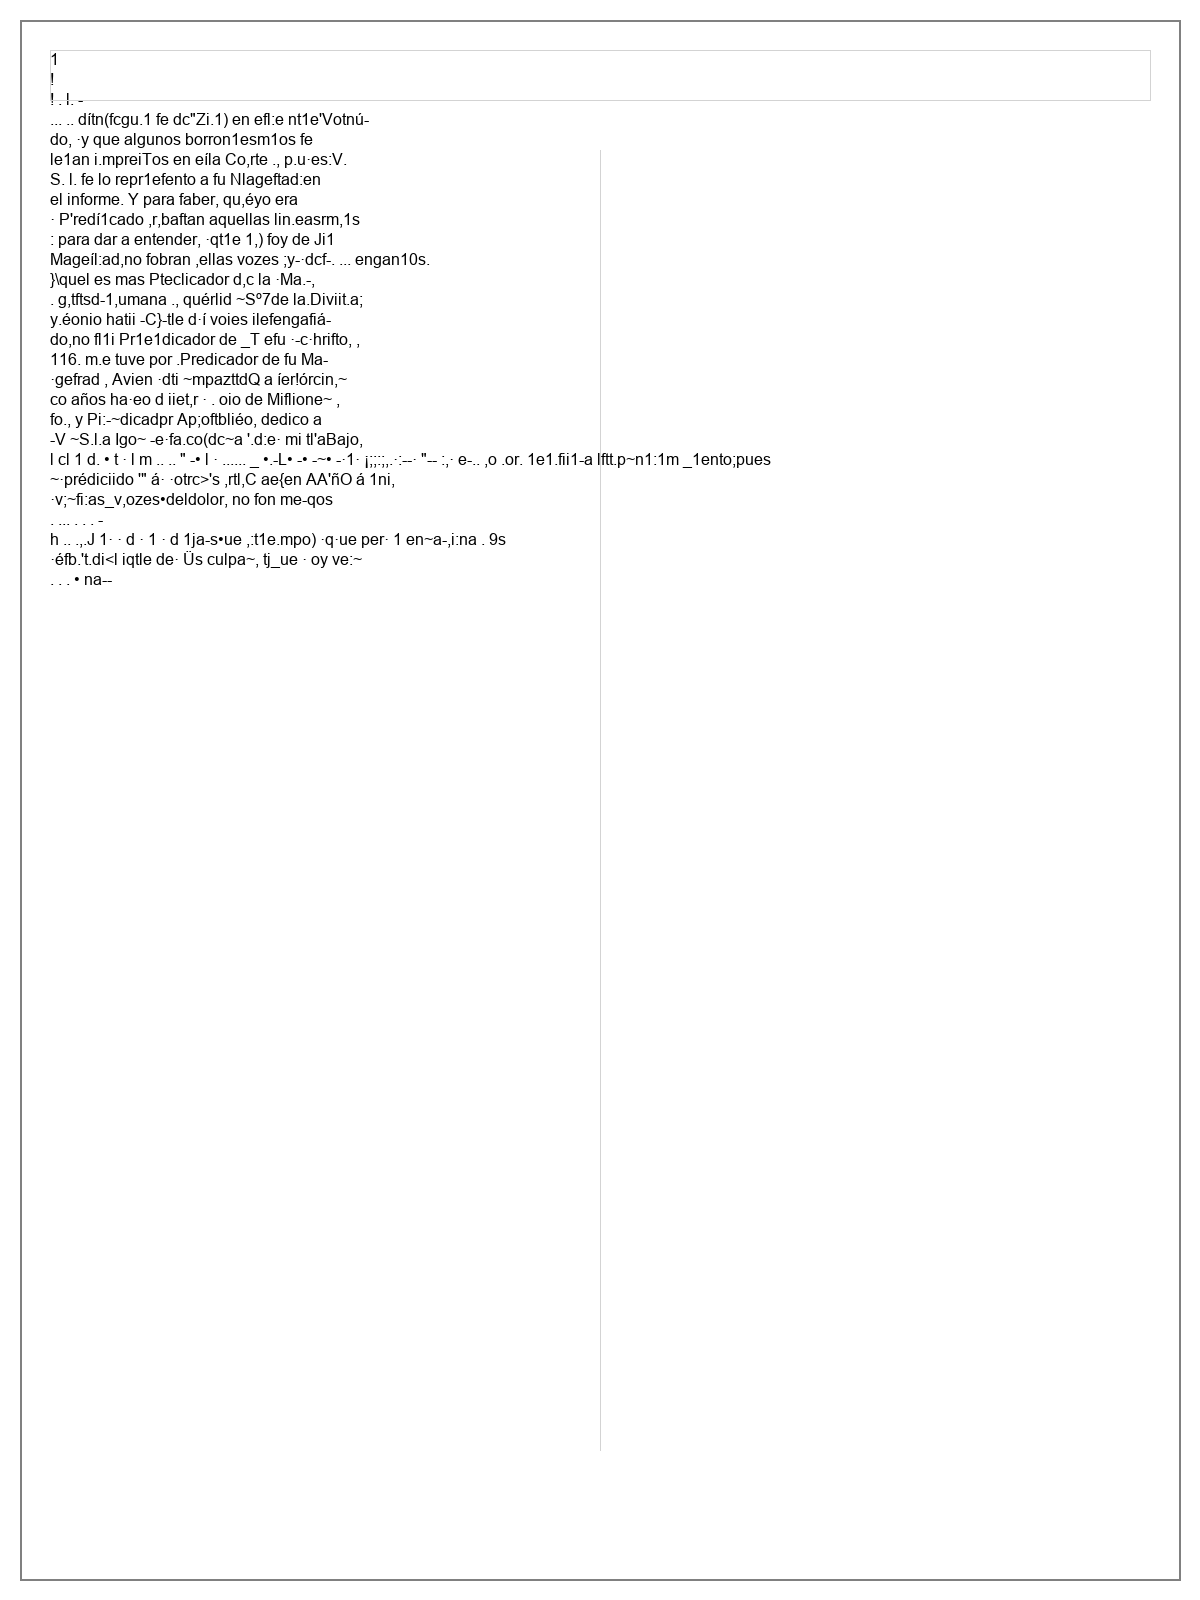 1
!
! . l. -
... .. dítn(fcgu.1 fe dc"Zi.1) en efl:e nt1e'Votnú-
do, ·y que algunos borron1esm1os fe
le1an i.mpreiTos en eíla Co,rte ., p.u·es:V.
S. l. fe lo repr1efento a fu Nlageftad:en
el informe. Y para faber, qu,éyo era
· P'redí1cado ,r,baftan aquellas lin.easrm,1s
: para dar a entender, ·qt1e 1,) foy de Ji1
Mageíl:ad,no fobran ,ellas vozes ;y-·dcf-. ... engan10s.
}\quel es mas Pteclicador d,c la ·Ma.-,
. g,tftsd-1,umana ., quérlid ~Sº7de la.Diviit.a;
y.éonio hatii -C}-tle d·í voies ilefengafiá-
do,no fl1i Pr1e1dicador de _T efu ·-c·hrifto, ,
116. m.e tuve por .Predicador de fu Ma-
·gefrad , Avien ·dti ~mpazttdQ a íer!órcin,~
co años ha·eo d iiet,r · . oio de Miflione~ ,
fo., y Pi:-~dicadpr Ap;oftbliéo, dedico a
-V ~S.l.a Igo~ -e·fa.co(dc~a '.d:e· mi tl'aBajo,
l cl 1 d. • t · l m .. .. " -• l · ...... _ •.-L• -• -~• -·1· ¡;;:;,,.·:--· "-- :,· e-.. ,o .or. 1e1.fii1-a lftt.p~n1:1m _1ento;pues
~·prédiciido '" á· ·otrc>'s ,rtl,C ae{en AA'ñO á 1ni,
·v;~fi:as_v,ozes•deldolor, no fon me-qos
. ... . . . -
h .. .,.J 1· · d · 1 · d 1ja-s•ue ,:t1e.mpo) ·q·ue per· 1 en~a-,i:na . 9s
·éfb.'t.di<l iqtle de· Üs culpa~, tj_ue · oy ve:~
. . . • na--